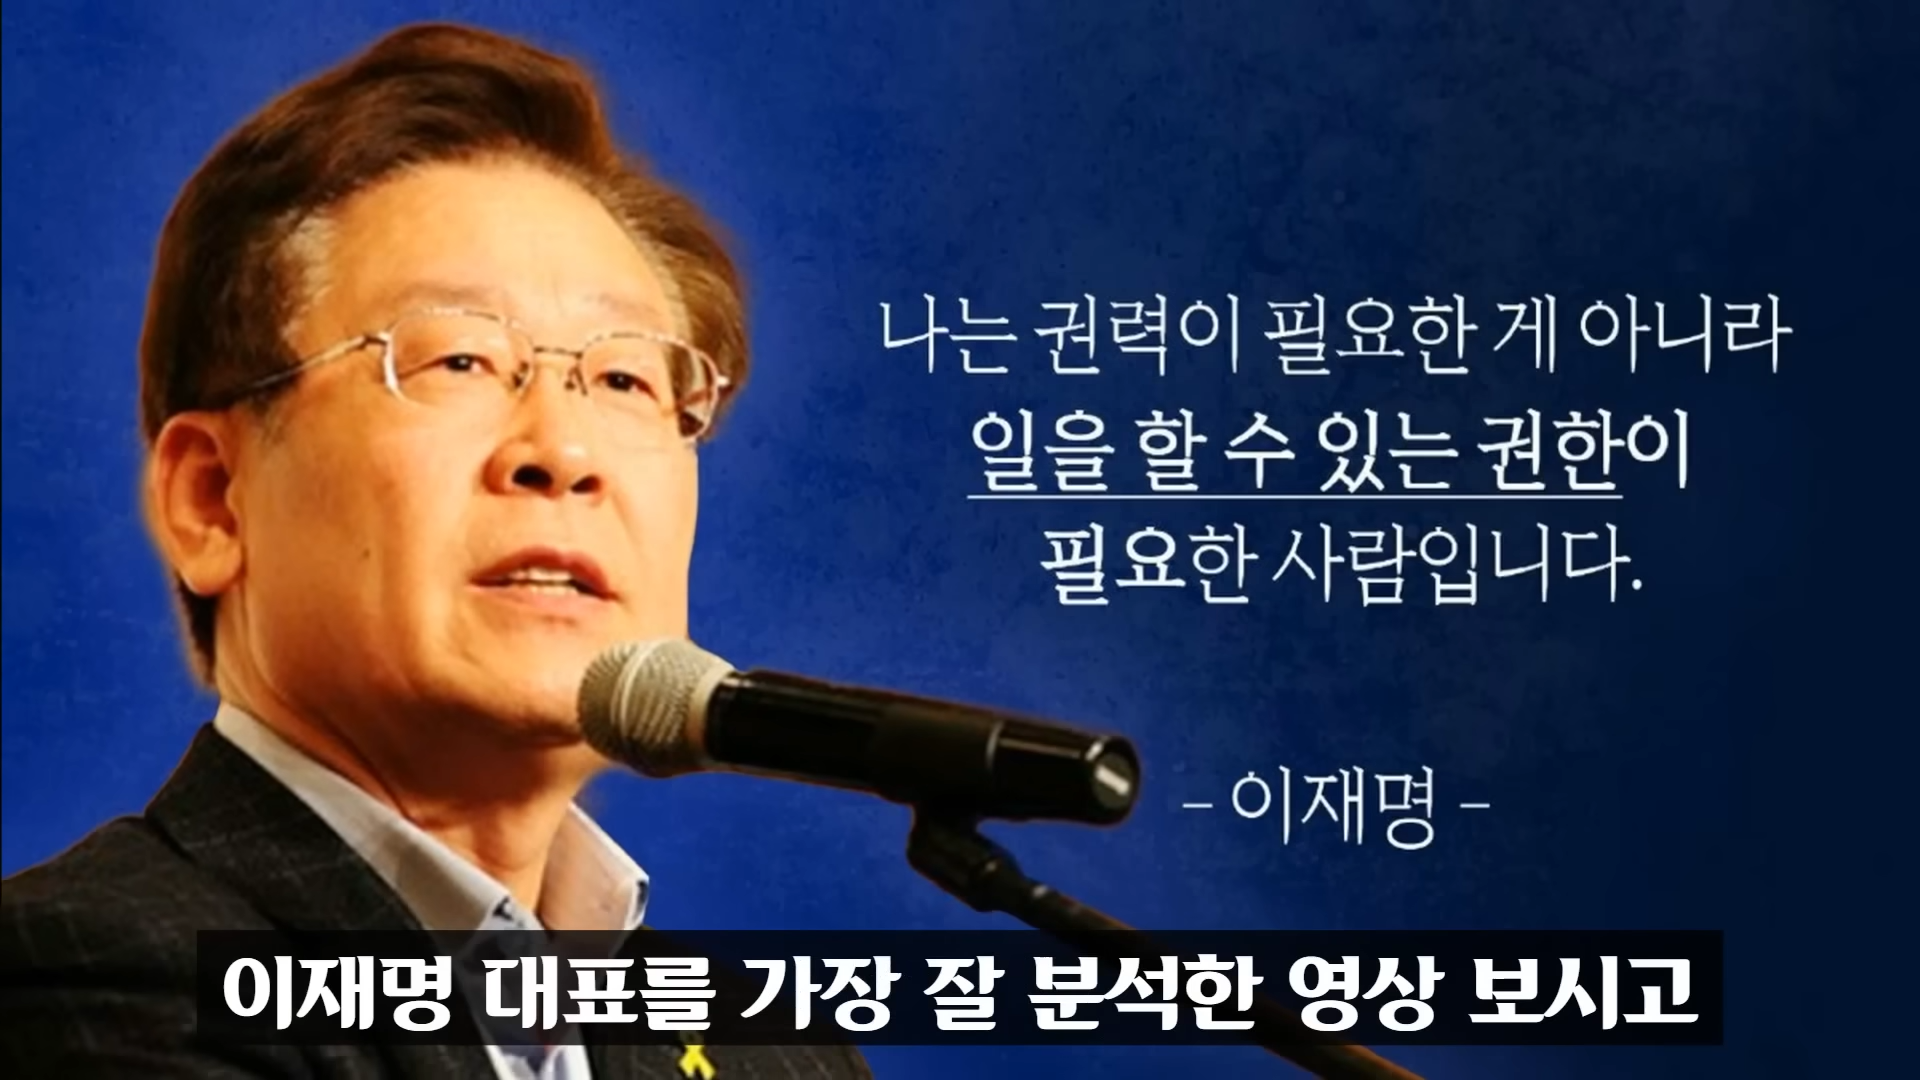 나는 권력이 필요한 게 아니라
일을 할 수 있는 권한이
필요한 사람입니다.
- 이재명 -
이재명 대표를 가장 잘 분석한 영상 보시고